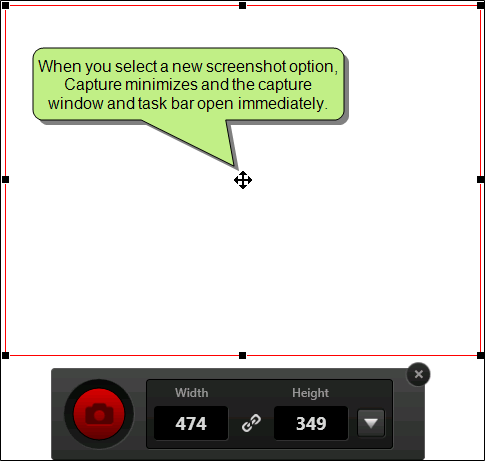 When you select a new screenshot option,
Capture minimizes and the capture
window and task bar open immediately.
Width Height
474 349